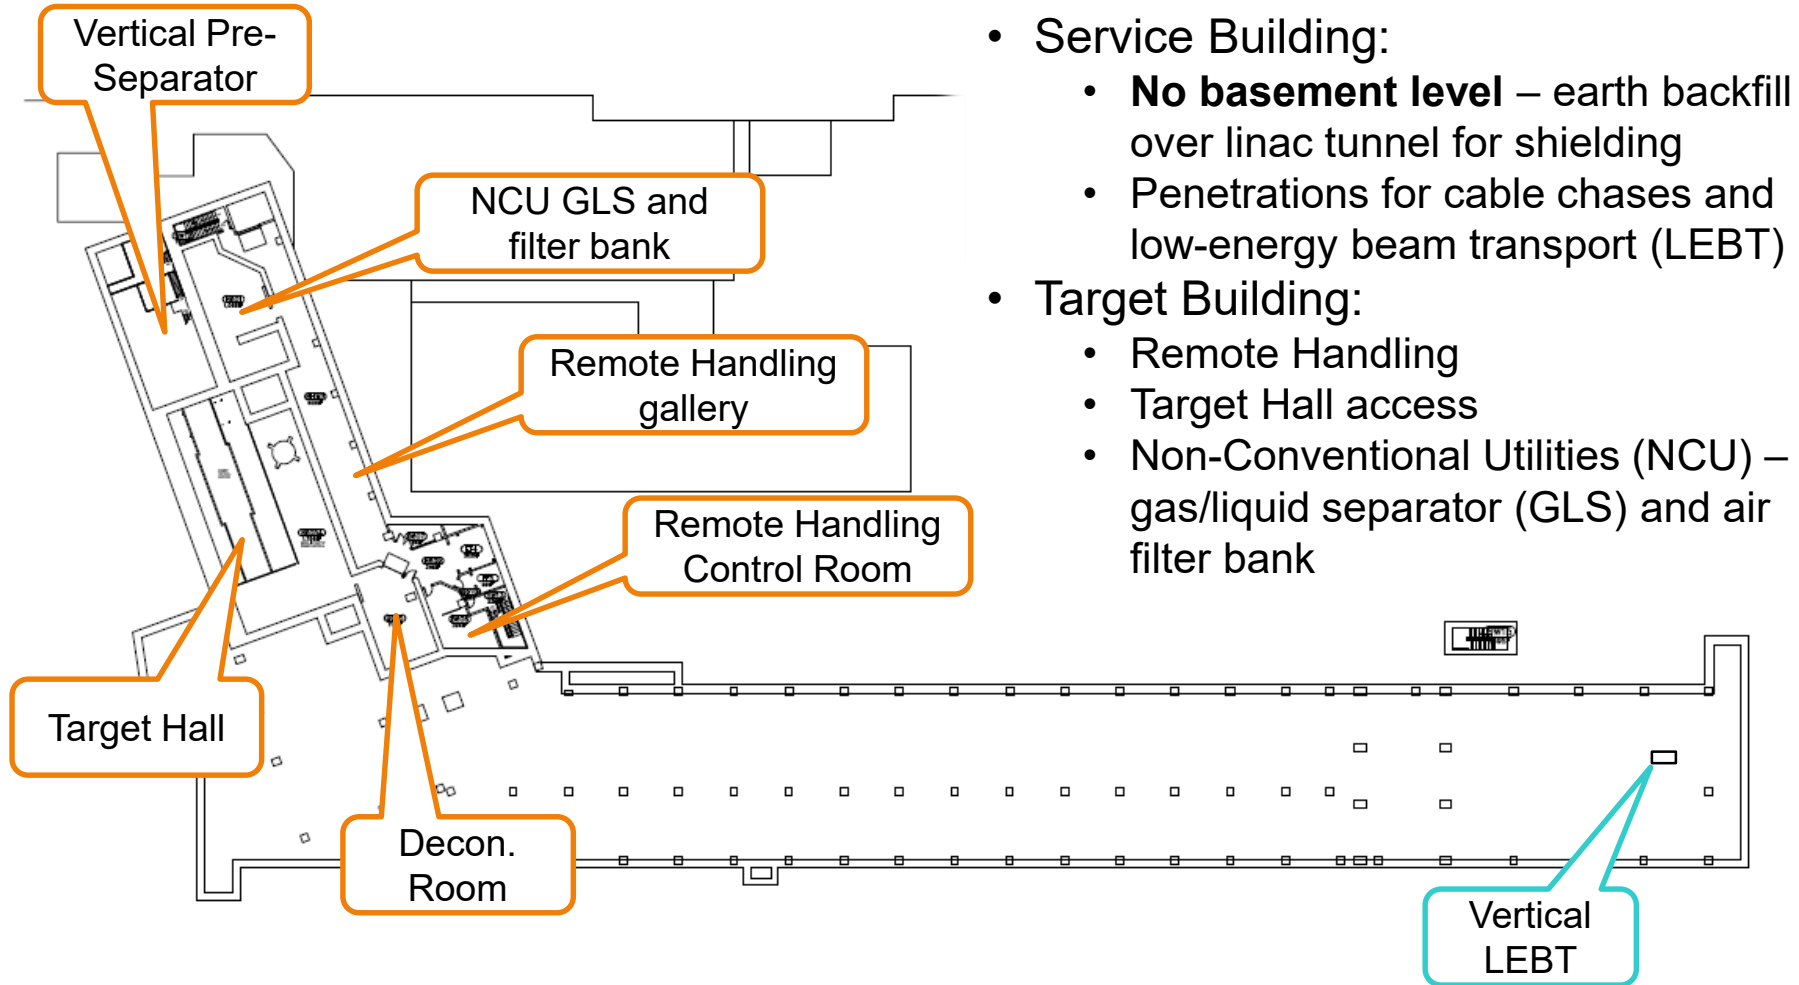 Vertical Pre-
Separator
NCU GLS and
filter bank
Remote Handling
gallery
Remote Handling
Control Room
Target Hall
Decon.
Room
Vertical
LEBT
• Service Building:
• No basement level – earth backfill
over linac tunnel for shielding
• Penetrations for cable chases and
low-energy beam transport (LEBT)
• Target Building:
• Remote Handling
• Target Hall access
• Non-Conventional Utilities (NCU) –
gas/liquid separator (GLS) and air
filter bank